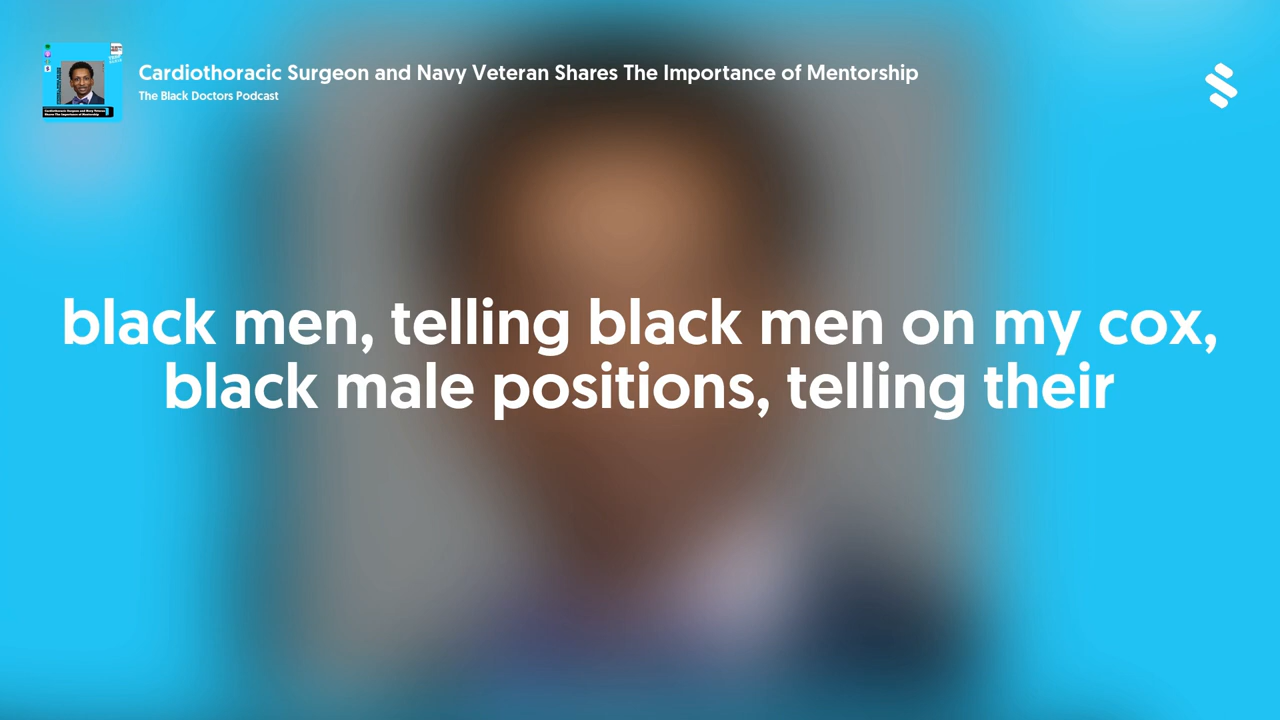 Cardiothoracic Surgeon and Navy Veteran Shares The Importance of Mentorship
The Black Doctors Podcast
black men, telling black men on my cox,
black male positions, telling their